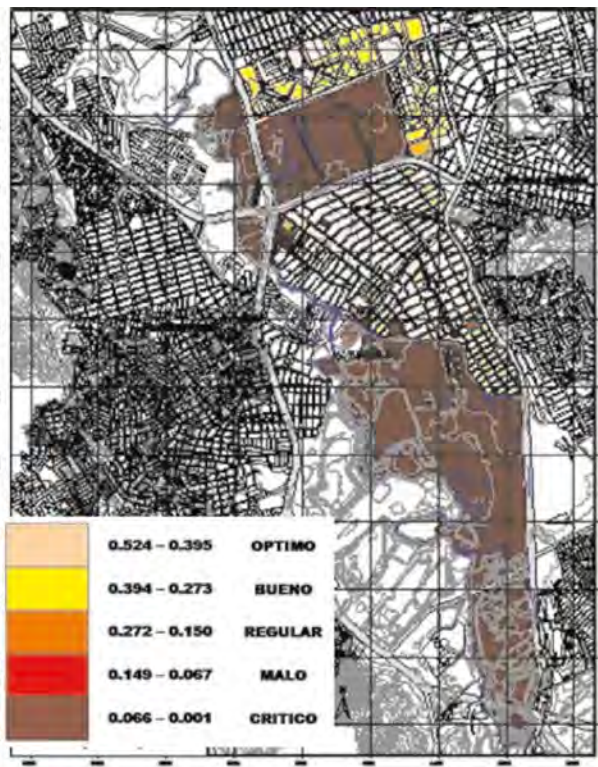 0.524 – 0.395 OPTIMO
0.394 – 0.273 BUENO
0.272 – 0.150 REGULAR
0.149 – 0.067 MALO
0.066 – 0.001 CRITICO